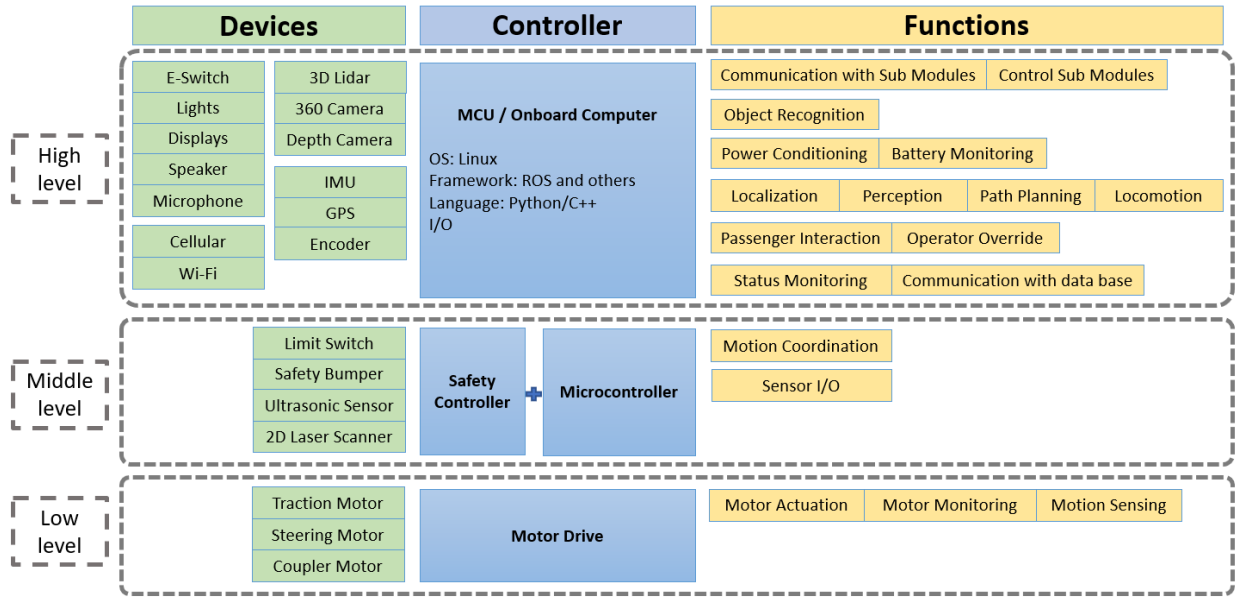 Devices
Controller
Functions
High
level
E-Switch
Lights
Displays
Speaker
Microphone
Cellular
Wi-Fi
3D Lidar
360 Camera
Depth Camera
IMU
GPS
Encoder
MCU / Onboard Computer
OS: Linux
Framework: ROS and others
Language: Python/C++
I/O
Communication with Sub Modules
Control Sub Modules
Object Recognition
Power Conditioning
Battery Monitoring
Localization
Perception
Path Planning
Locomotion
Passenger Interaction
Operator Override
Status Monitoring
Communication with data base
Middle
level
Limit Switch
Safety Bumper
Ultrasonic Sensor
2D Laser Scanner
Safety
Controller
Microcontroller
Motion Coordination
Sensor I/O
Low
level
Traction Motor
Steering Motor
Coupler Motor
Motor Drive
Motor Actuation
Motor Monitoring
Motion Sensing